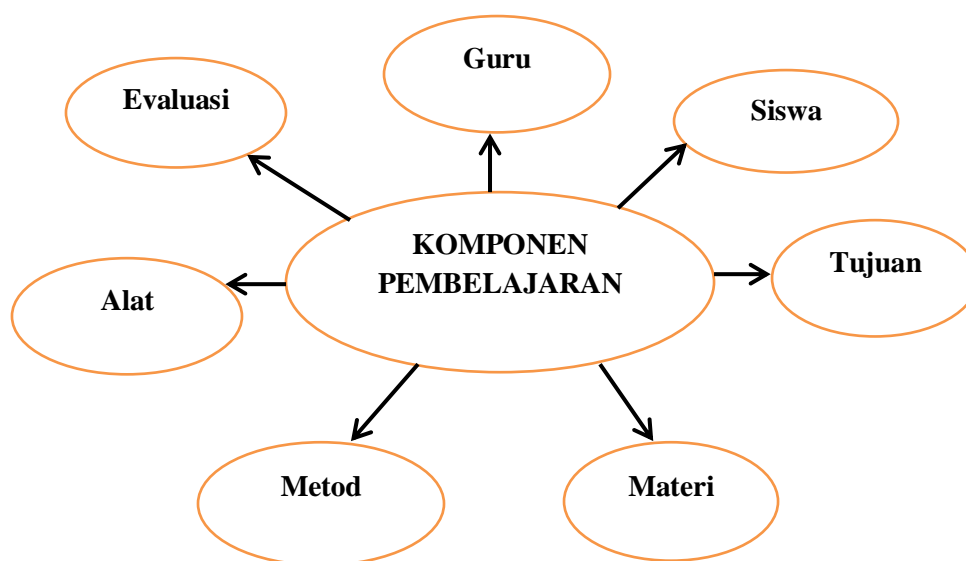 Guru
Evaluasi
Siswa
KOMPONEN
PEMBELAJARAN
Tujuan
Alat
Metod
Materi